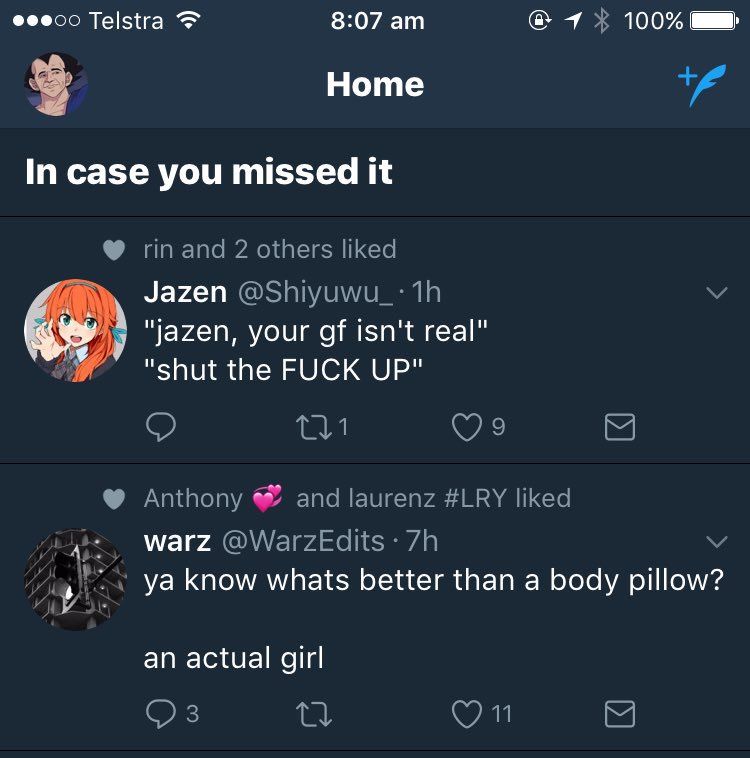 Telstra 8:07 am 100%
Home
In case you missed it
rin and 2 others liked
Jazen @Shiyuwu_ · 1h
"jazen, your gf isn't real"
"shut the FUCK UP"
1 9
Anthony 💞 and laurenz #LRY liked
warz @WarzEdits · 7h
ya know whats better than a body pillow?
an actual girl
3 11